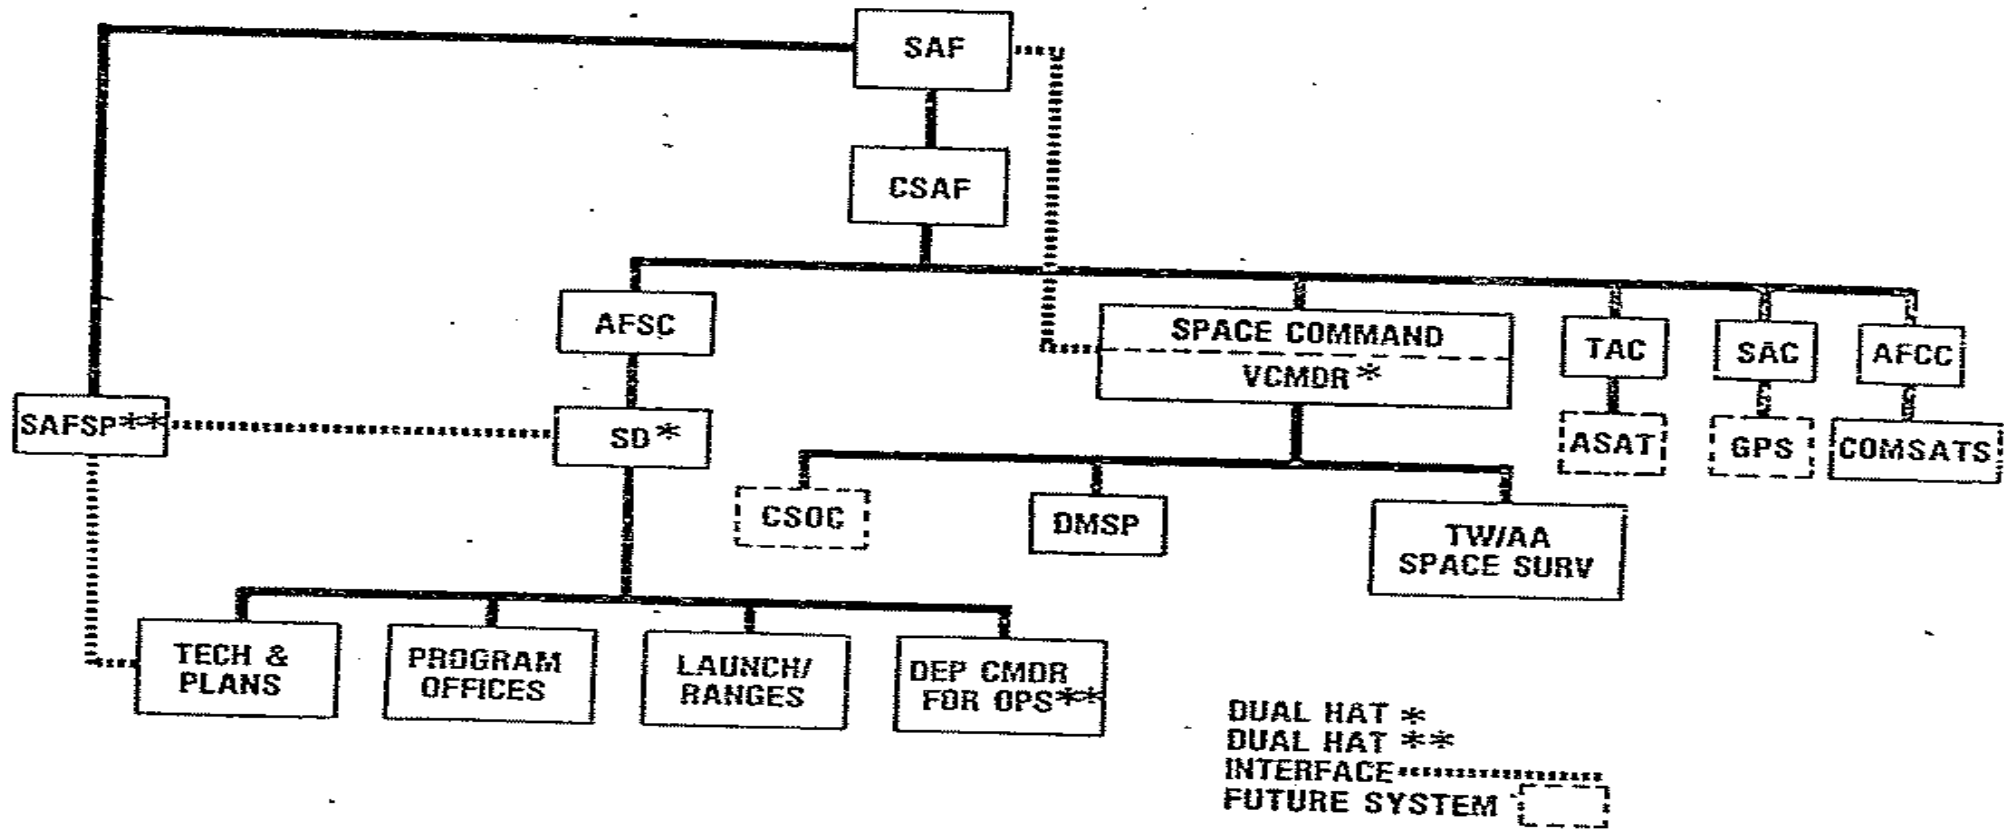 SAF
CSAF
AFSC
SPACE COMMAND
VCMDR*
TAC
SAC
AFCC
SAFSP**
SD*
ASAT
GPS
COMSATS
CSOC
DMSP
TW/AA
SPACE SURV
TECH &
PLANS
PROGRAM
OFFICES
LAUNCH/
RANGES
DEP CMDR
FOR OPS**
DUAL HAT *
DUAL HAT **
INTERFACE
FUTURE SYSTEM